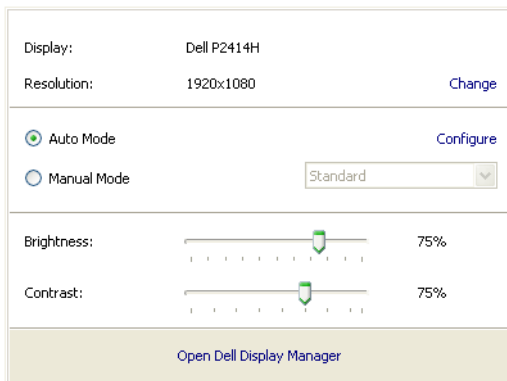 Display: Dell P2414H
Resolution: 1920x1080 Change
Auto Mode Configure
Manual Mode Standard
Brightness: 75%
Contrast: 75%
Open Dell Display Manager